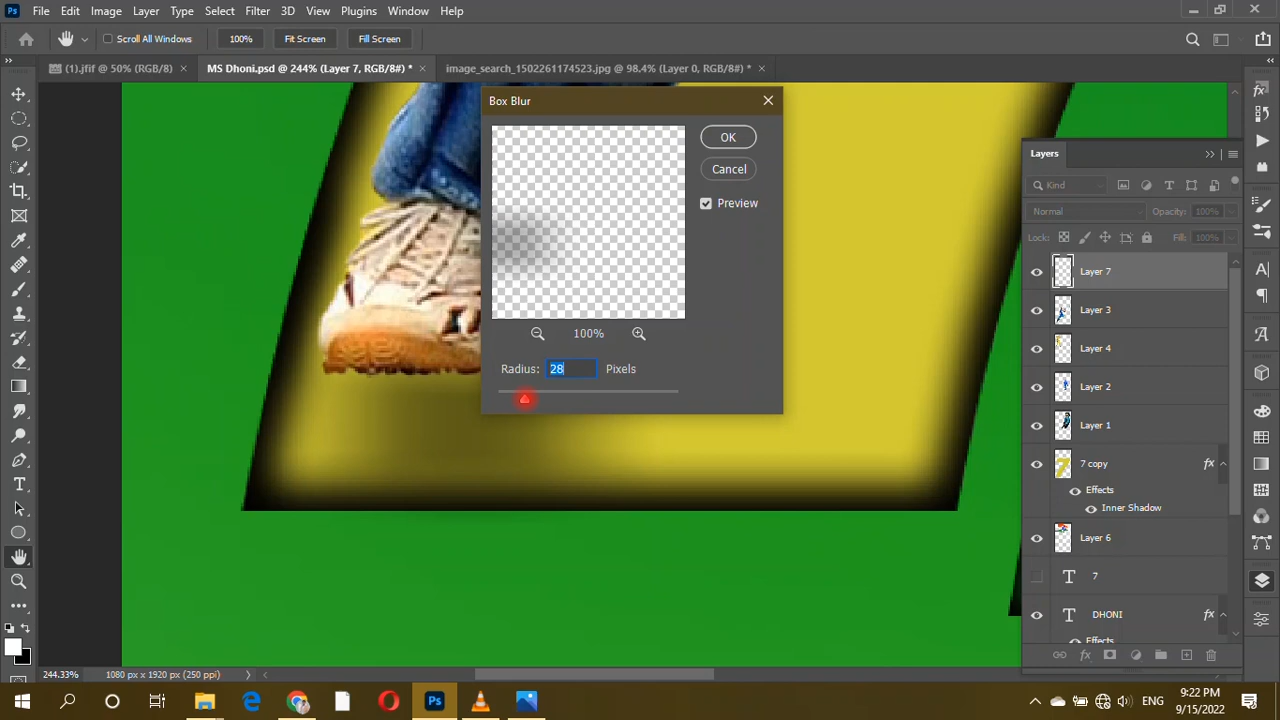 Ps File Edit Image Layer Type Select Filter 3D View Plugins Window Help
Scroll All Windows 100% Fit Screen Fill Screen
(1).jfif @ 50% (RGB/8) × MS Dhoni.psd @ 244% (Layer 7, RGB/8#) * × image_search_1502261174523.jpg @ 98.4% (Layer 0, RGB/8#) * ×
Box Blur
OK
Cancel
Preview
100%
Radius: 28 Pixels
Layers
Kind
Normal Opacity: 100%
Lock: Fill: 100%
Layer 7
Layer 3
Layer 4
Layer 2
Layer 1
7 copy fx
Effects
Inner Shadow
Layer 6
T 7
T DHONI fx
Effects
244.33% 1080 px x 1920 px (250 ppi)
ENG
9:22 PM
9/15/2022